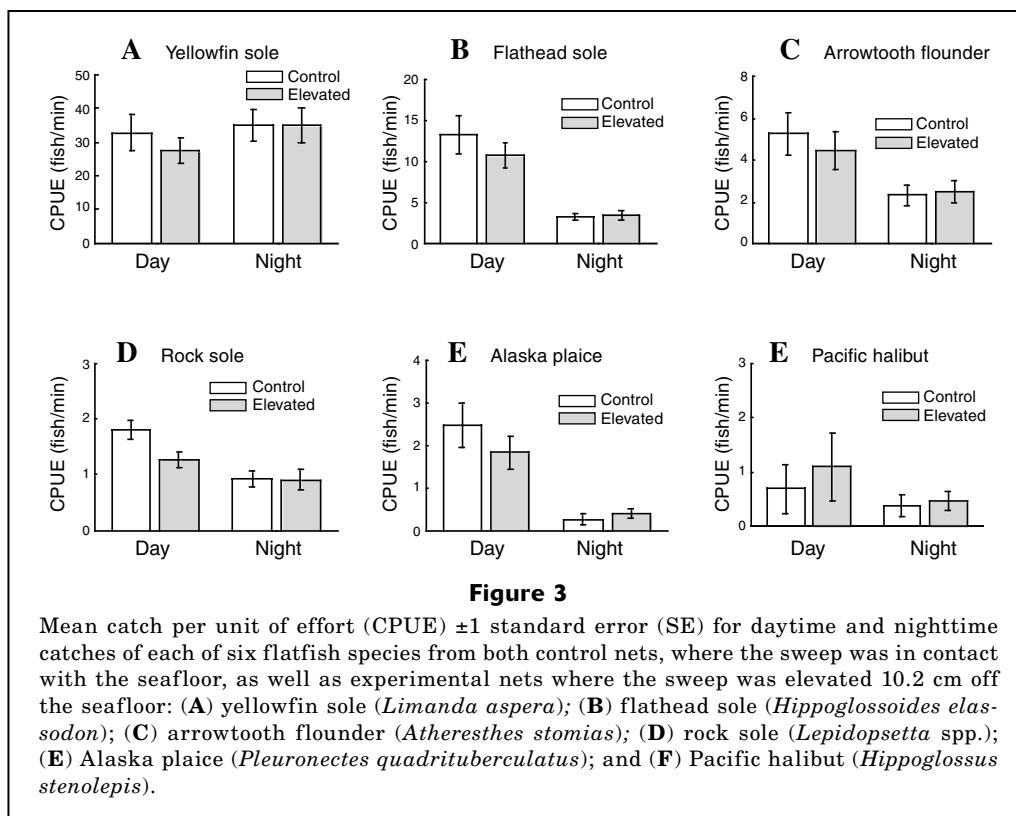 A Yellowfin sole
50
40
30
20
10
0
CPUE (fish/min)
Control
Elevated
Day Night
B Flathead sole
20
15
10
5
0
CPUE (fish/min)
Control
Elevated
Day Night
C Arrowtooth flounder
8
6
4
2
0
CPUE (fish/min)
Control
Elevated
Day Night
D Rock sole
3
2
1
0
CPUE (fish/min)
Control
Elevated
Day Night
E Alaska plaice
4
3
2
1
0
CPUE (fish/min)
Control
Elevated
Day Night
E Pacific halibut
3
2
1
0
CPUE (fish/min)
Control
Elevated
Day Night
Figure 3
Mean catch per unit of effort (CPUE) ±1 standard error (SE) for daytime and nighttime
catches of each of six flatfish species from both control nets, where the sweep was in contact
with the seafloor, as well as experimental nets where the sweep was elevated 10.2 cm off
the seafloor: (A) yellowfin sole (Limanda aspera); (B) flathead sole (Hippoglossoides elas-
sodon); (C) arrowtooth flounder (Atheresthes stomias); (D) rock sole (Lepidopsetta spp.);
(E) Alaska plaice (Pleuronectes quadrituberculatus); and (F) Pacific halibut (Hippoglossus
stenolepis).